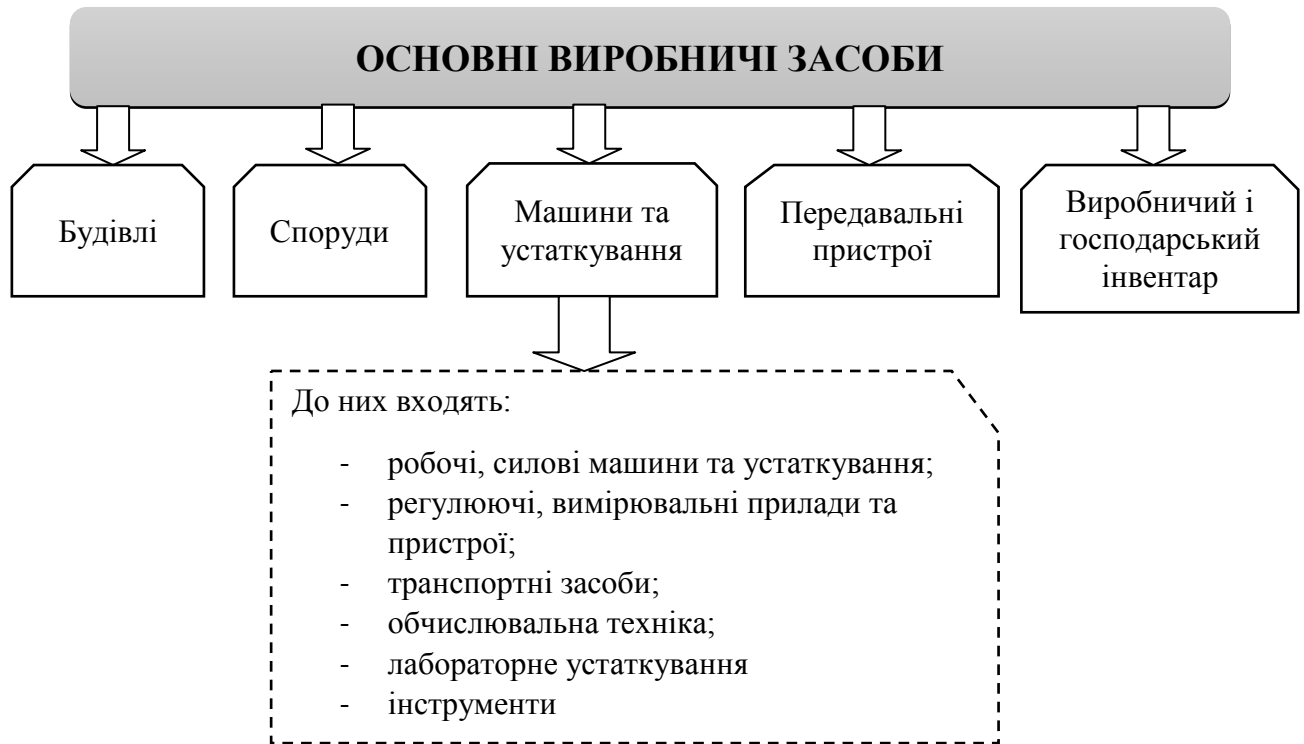 ОСНОВНІ ВИРОБНИЧІ ЗАСОБИ
Будівлі
Споруди
Машини та
устаткування
Передавальні
пристрої
Виробничий і
господарський
інвентар
До них входять:
- робочі, силові машини та устаткування;
- регулюючі, вимірювальні прилади та
пристрої;
- транспортні засоби;
- обчислювальна техніка;
- лабораторне устаткування
- інструменти